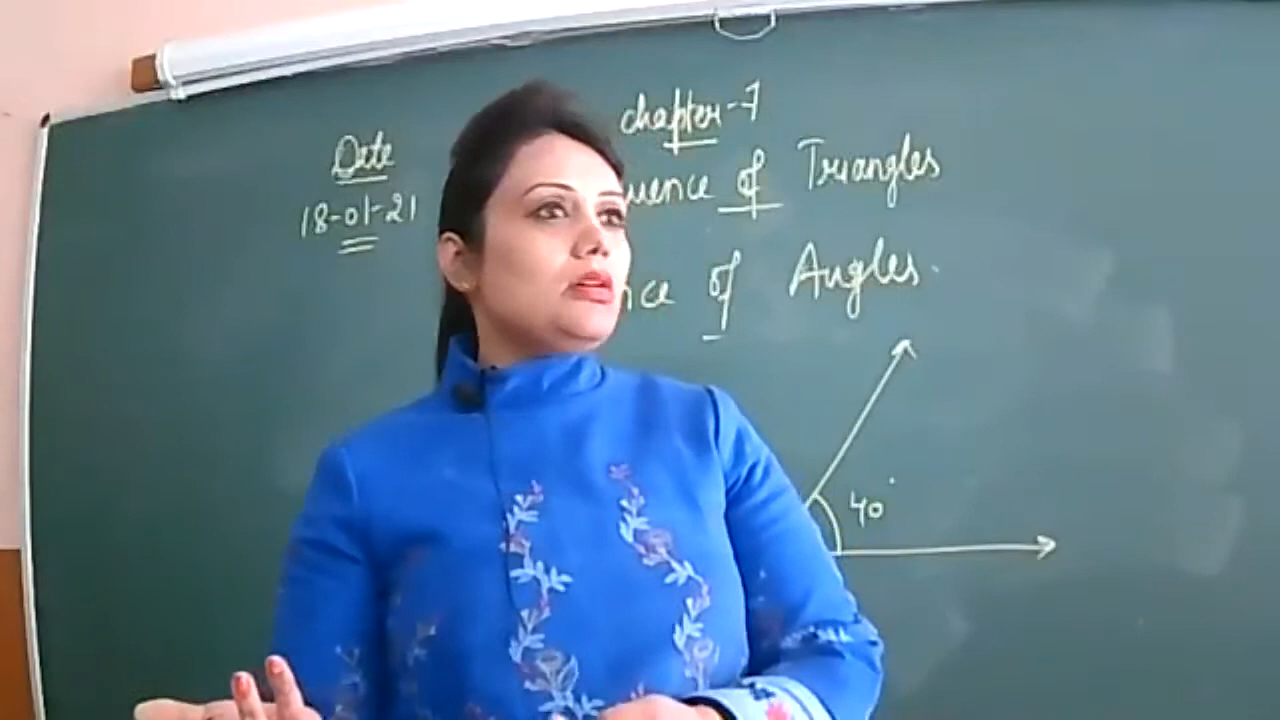 chapter-7
Date
uence of Triangles
18-01-21
nce of Angles.
40°